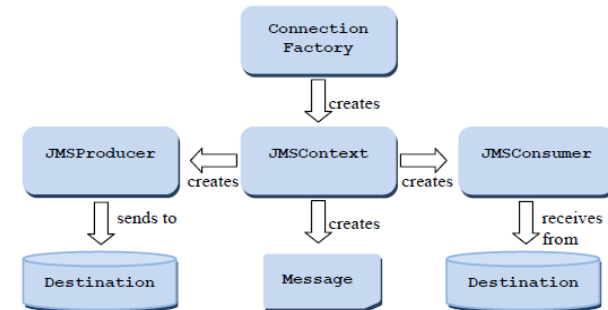 Connection
Factory
creates
JMSProducer
creates
JMSContext
creates
JMSConsumer
sends to
creates
receives
from
Destination
Message
Destination